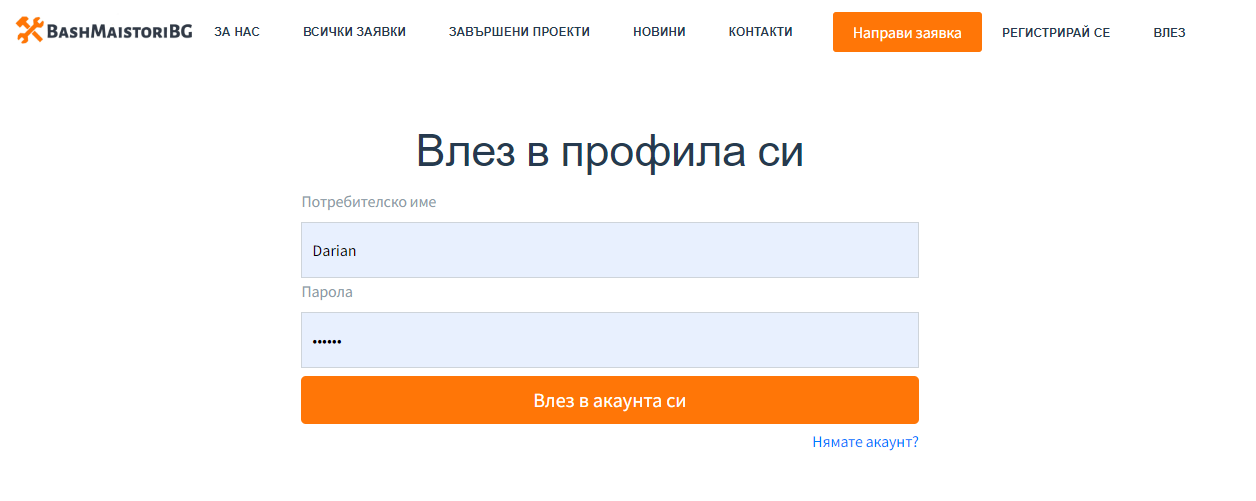 BashMaistoriBG ЗА НАС ВСИЧКИ ЗАЯВКИ ЗАВЪРШЕНИ ПРОЕКТИ НОВИНИ КОНТАКТИ Направи заявка РЕГИСТРИРАЙ СЕ ВЛЕЗ
Влез в профила си
Потребителско име
Darian
Парола
••••••
Влез в акаунта си
Нямате акаунт?